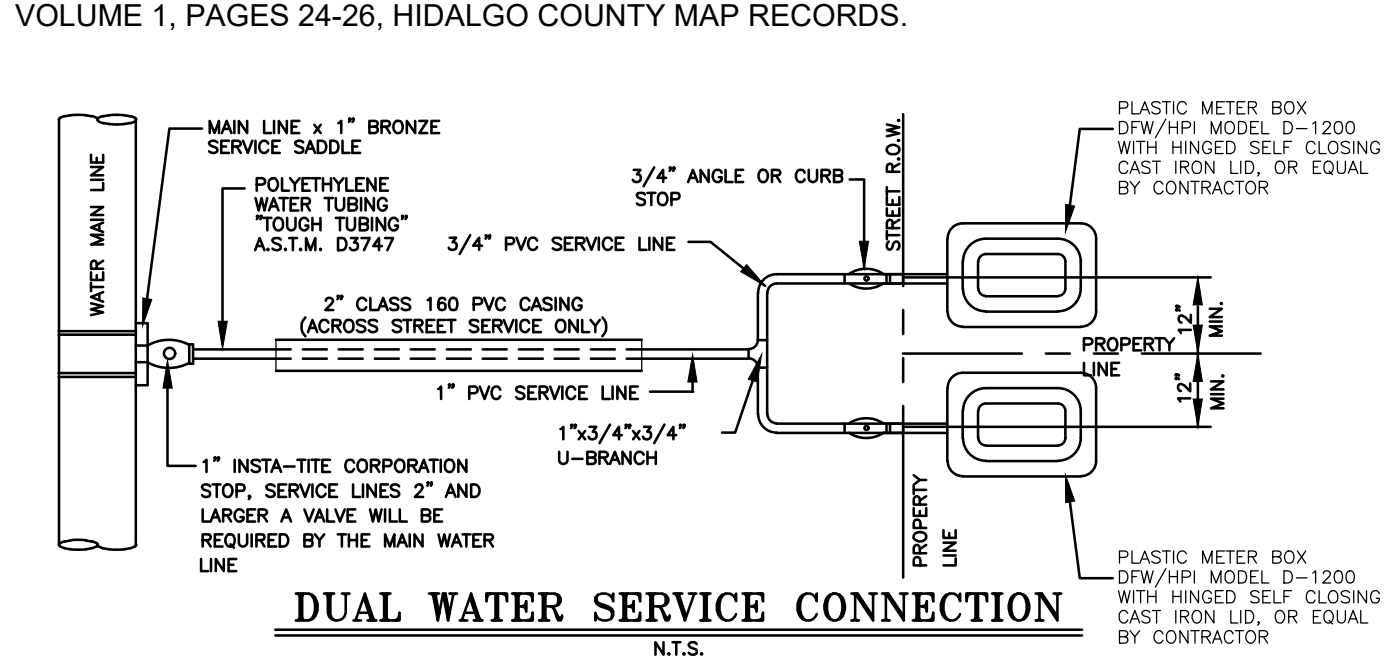 VOLUME 1, PAGES 24-26, HIDALGO COUNTY MAP RECORDS.
WATER MAIN LINE
MAIN LINE x 1" BRONZE
SERVICE SADDLE
POLYETHYLENE
WATER TUBING
"TOUGH TUBING"
A.S.T.M. D3747
3/4" PVC SERVICE LINE
3/4" ANGLE OR CURB
STOP
STREET R.O.W.
PLASTIC METER BOX
DFW/HPI MODEL D-1200
WITH HINGED SELF CLOSING
CAST IRON LID, OR EQUAL
BY CONTRACTOR
2" CLASS 160 PVC CASING
(ACROSS STREET SERVICE ONLY)
12"
MIN.
PROPERTY
LINE
12"
MIN.
1" PVC SERVICE LINE
1"x3/4"x3/4"
U-BRANCH
1" INSTA-TITE CORPORATION
STOP, SERVICE LINES 2" AND
LARGER A VALVE WILL BE
REQUIRED BY THE MAIN WATER
LINE
PROPERTY
LINE
PLASTIC METER BOX
DFW/HPI MODEL D-1200
WITH HINGED SELF CLOSING
CAST IRON LID, OR EQUAL
BY CONTRACTOR
DUAL WATER SERVICE CONNECTION
N.T.S.